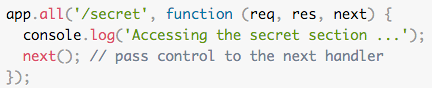 app.all('/secret', function (req, res, next) {
  console.log('Accessing the secret section ...');
  next(); // pass control to the next handler
});